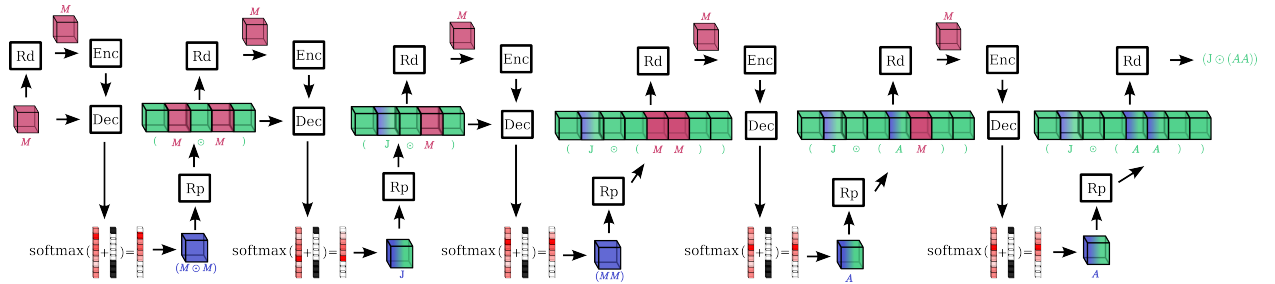 M
M
M
M
M
Rd
Enc
Rd
Enc
Rd
Enc
Rd
Enc
Rd
Enc
Rd
(J ⊙ (AA))
M
Dec
( M ⊙ M )
Dec
( J ⊙ M )
Dec
( J ⊙ ( M M ) )
Dec
( J ⊙ ( A M ) )
Dec
( J ⊙ ( A A ) )
Rp
Rp
Rp
Rp
Rp
softmax( + )=
(M ⊙ M)
softmax( + )=
J
softmax( + )=
(MM)
softmax( + )=
A
softmax( + )=
A